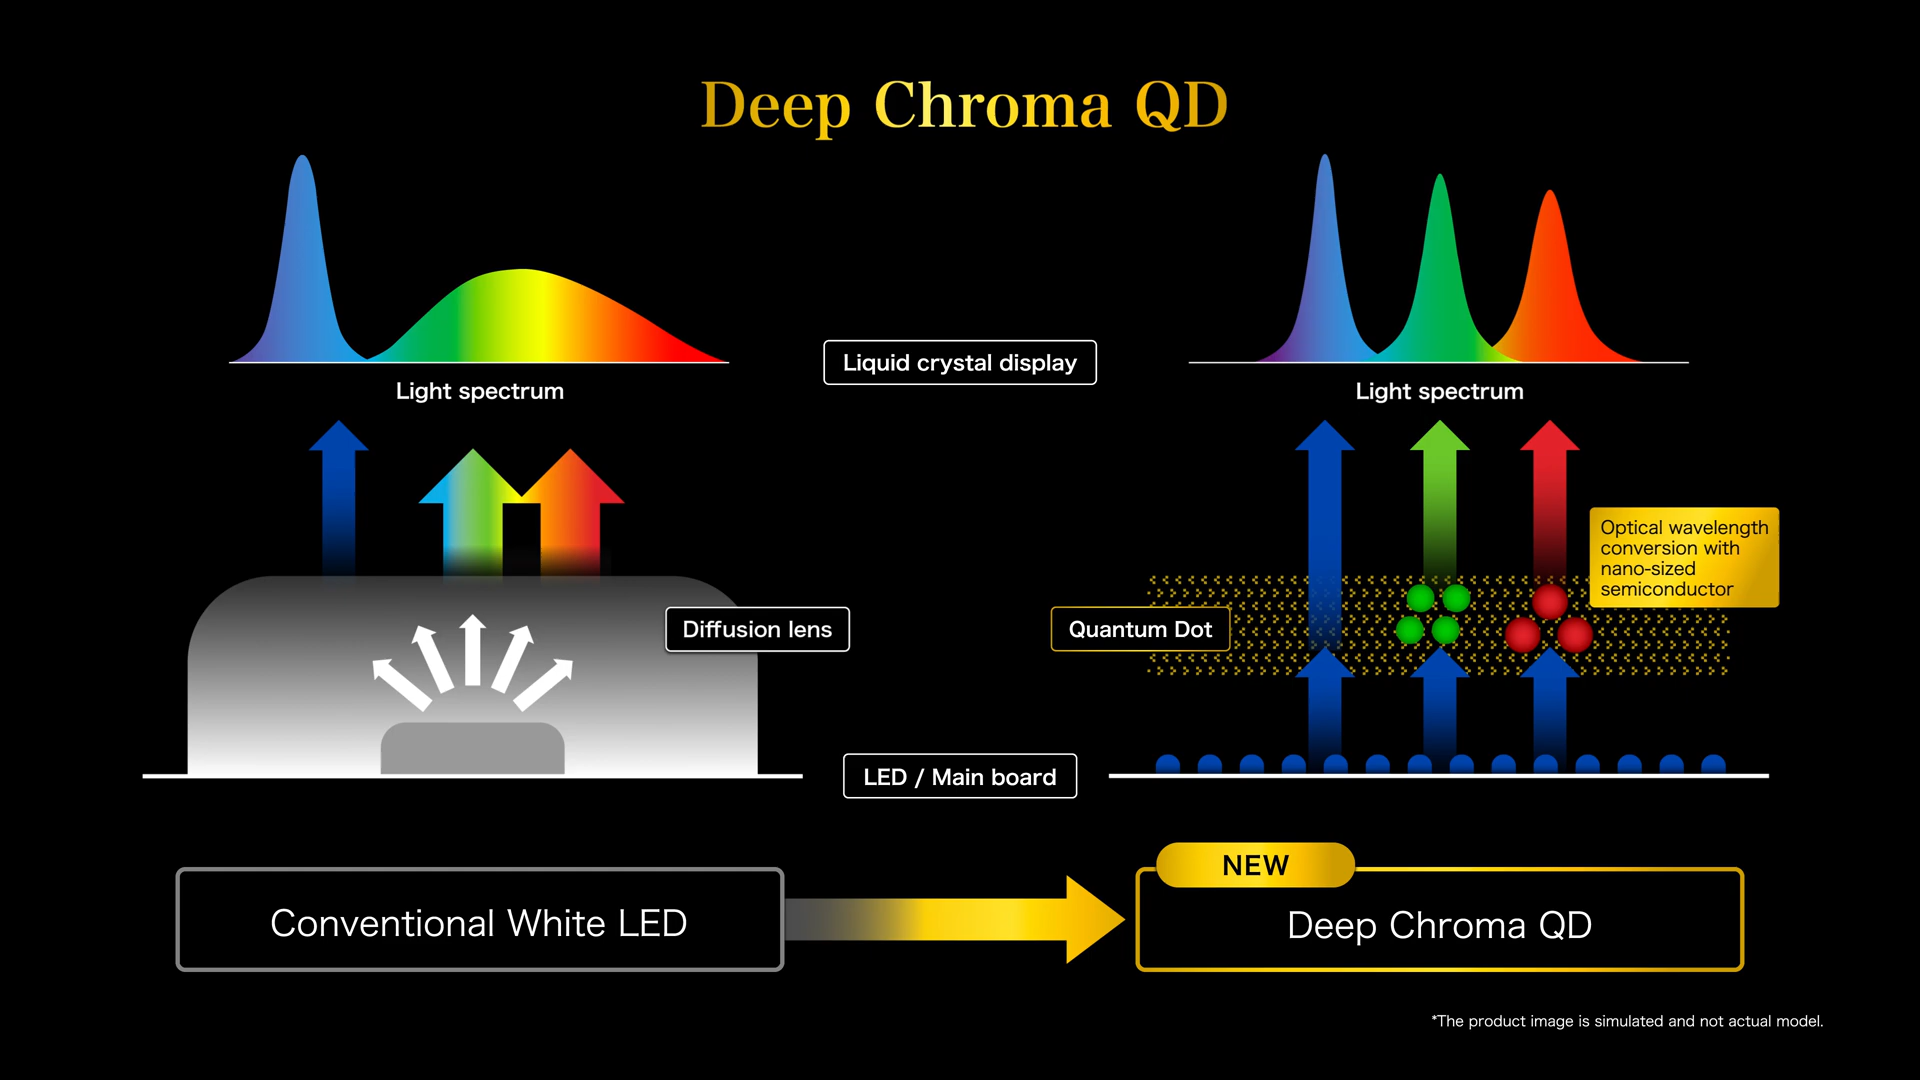 Deep Chroma QD
Liquid crystal display
Light spectrum
Light spectrum
Optical wavelength
conversion with
nano-sized
semiconductor
Diffusion lens
Quantum Dot
LED / Main board
NEW
Conventional White LED
Deep Chroma QD
*The product image is simulated and not actual model.